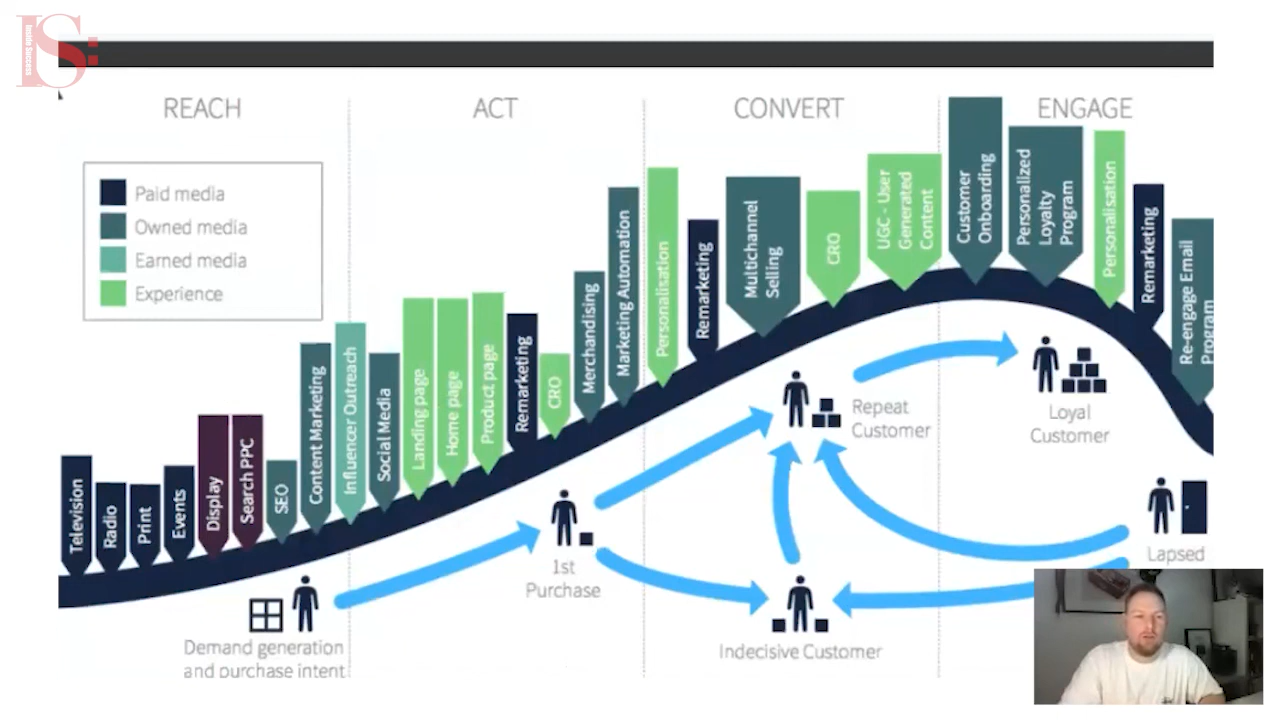 IS:
Inside Success
REACH
ACT
CONVERT
ENGAGE
Paid media
Owned media
Earned media
Experience
Television
Radio
Print
Events
Display
Search PPC
SEO
Content Marketing
Influencer Outreach
Social Media
Landing page
Home page
Product page
Remarketing
CRO
Merchandising
Marketing Automation
Personalisation
Remarketing
Multichannel
Selling
CRO
UGC - User
Generated
Content
Customer
Onboarding
Personalized
Loyalty
Program
Personalisation
Remarketing
Re-engage Email
Program
Demand generation
and purchase intent
1st
Purchase
Repeat
Customer
Indecisive Customer
Loyal
Customer
Lapsed